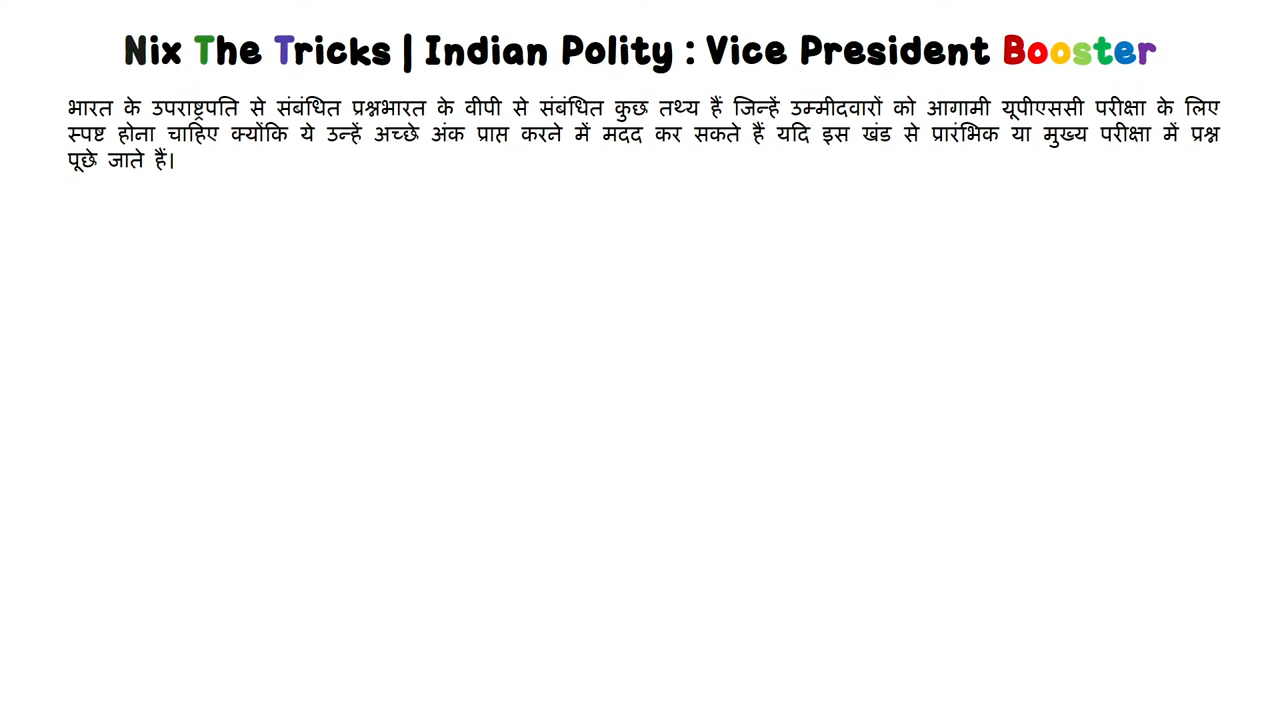 Nix The Tricks | Indian Polity : Vice President Booster
भारत के उपराष्ट्रपति से संबंधित प्रश्नभारत के वीपी से संबंधित कुछ तथ्य हैं जिन्हें उम्मीदवारों को आगामी यूपीएससी परीक्षा के लिए
स्पष्ट होना चाहिए क्योंकि ये उन्हें अच्छे अंक प्राप्त करने में मदद कर सकते हैं यदि इस खंड से प्रारंभिक या मुख्य परीक्षा में प्रश्न
पूछे जाते हैं।